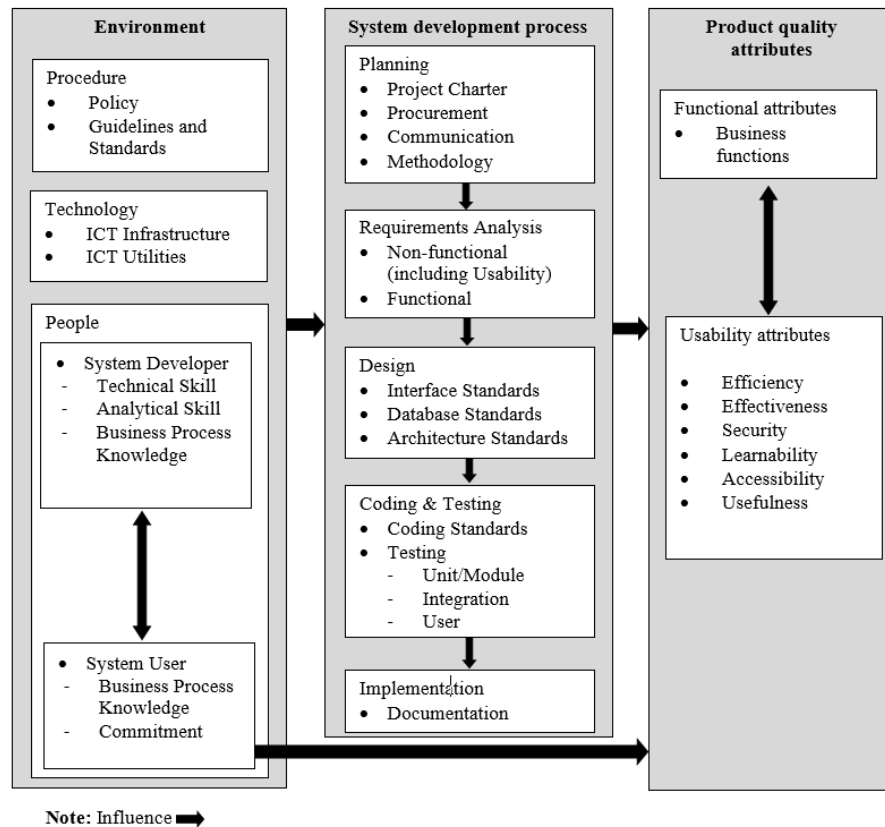 Environment
Procedure
• Policy
• Guidelines and
Standards
Technology
• ICT Infrastructure
• ICT Utilities
People
• System Developer
- Technical Skill
- Analytical Skill
- Business Process
Knowledge
• System User
- Business Process
Knowledge
- Commitment
System development process
Planning
• Project Charter
• Procurement
• Communication
• Methodology
Requirements Analysis
• Non-functional
(including Usability)
• Functional
Design
• Interface Standards
• Database Standards
• Architecture Standards
Coding & Testing
• Coding Standards
• Testing
- Unit/Module
- Integration
- User
Implementation
• Documentation
Product quality
attributes
Functional attributes
• Business
functions
Usability attributes
• Efficiency
• Effectiveness
• Security
• Learnability
• Accessibility
• Usefulness
Note: Influence